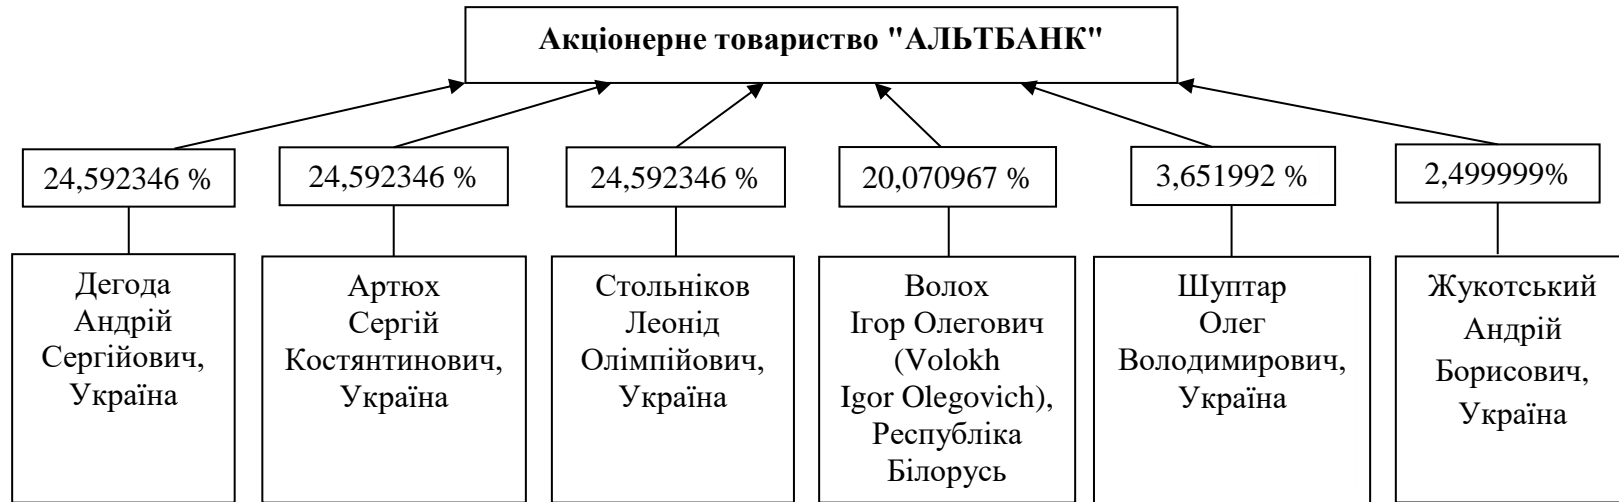 Акціонерне товариство "АЛЬТБАНК"
24,592346 %
24,592346 %
24,592346 %
20,070967 %
3,651992 %
2,499999%
Дегода
Андрій
Сергійович,
Україна
Артюх
Сергій
Костянтинович,
Україна
Стольніков
Леонід
Олімпійович,
Україна
Волох
Ігор Олегович
(Volokh
Igor Olegovich),
Республіка
Білорусь
Шуптар
Олег
Володимирович,
Україна
Жукотський
Андрій
Борисович,
Україна